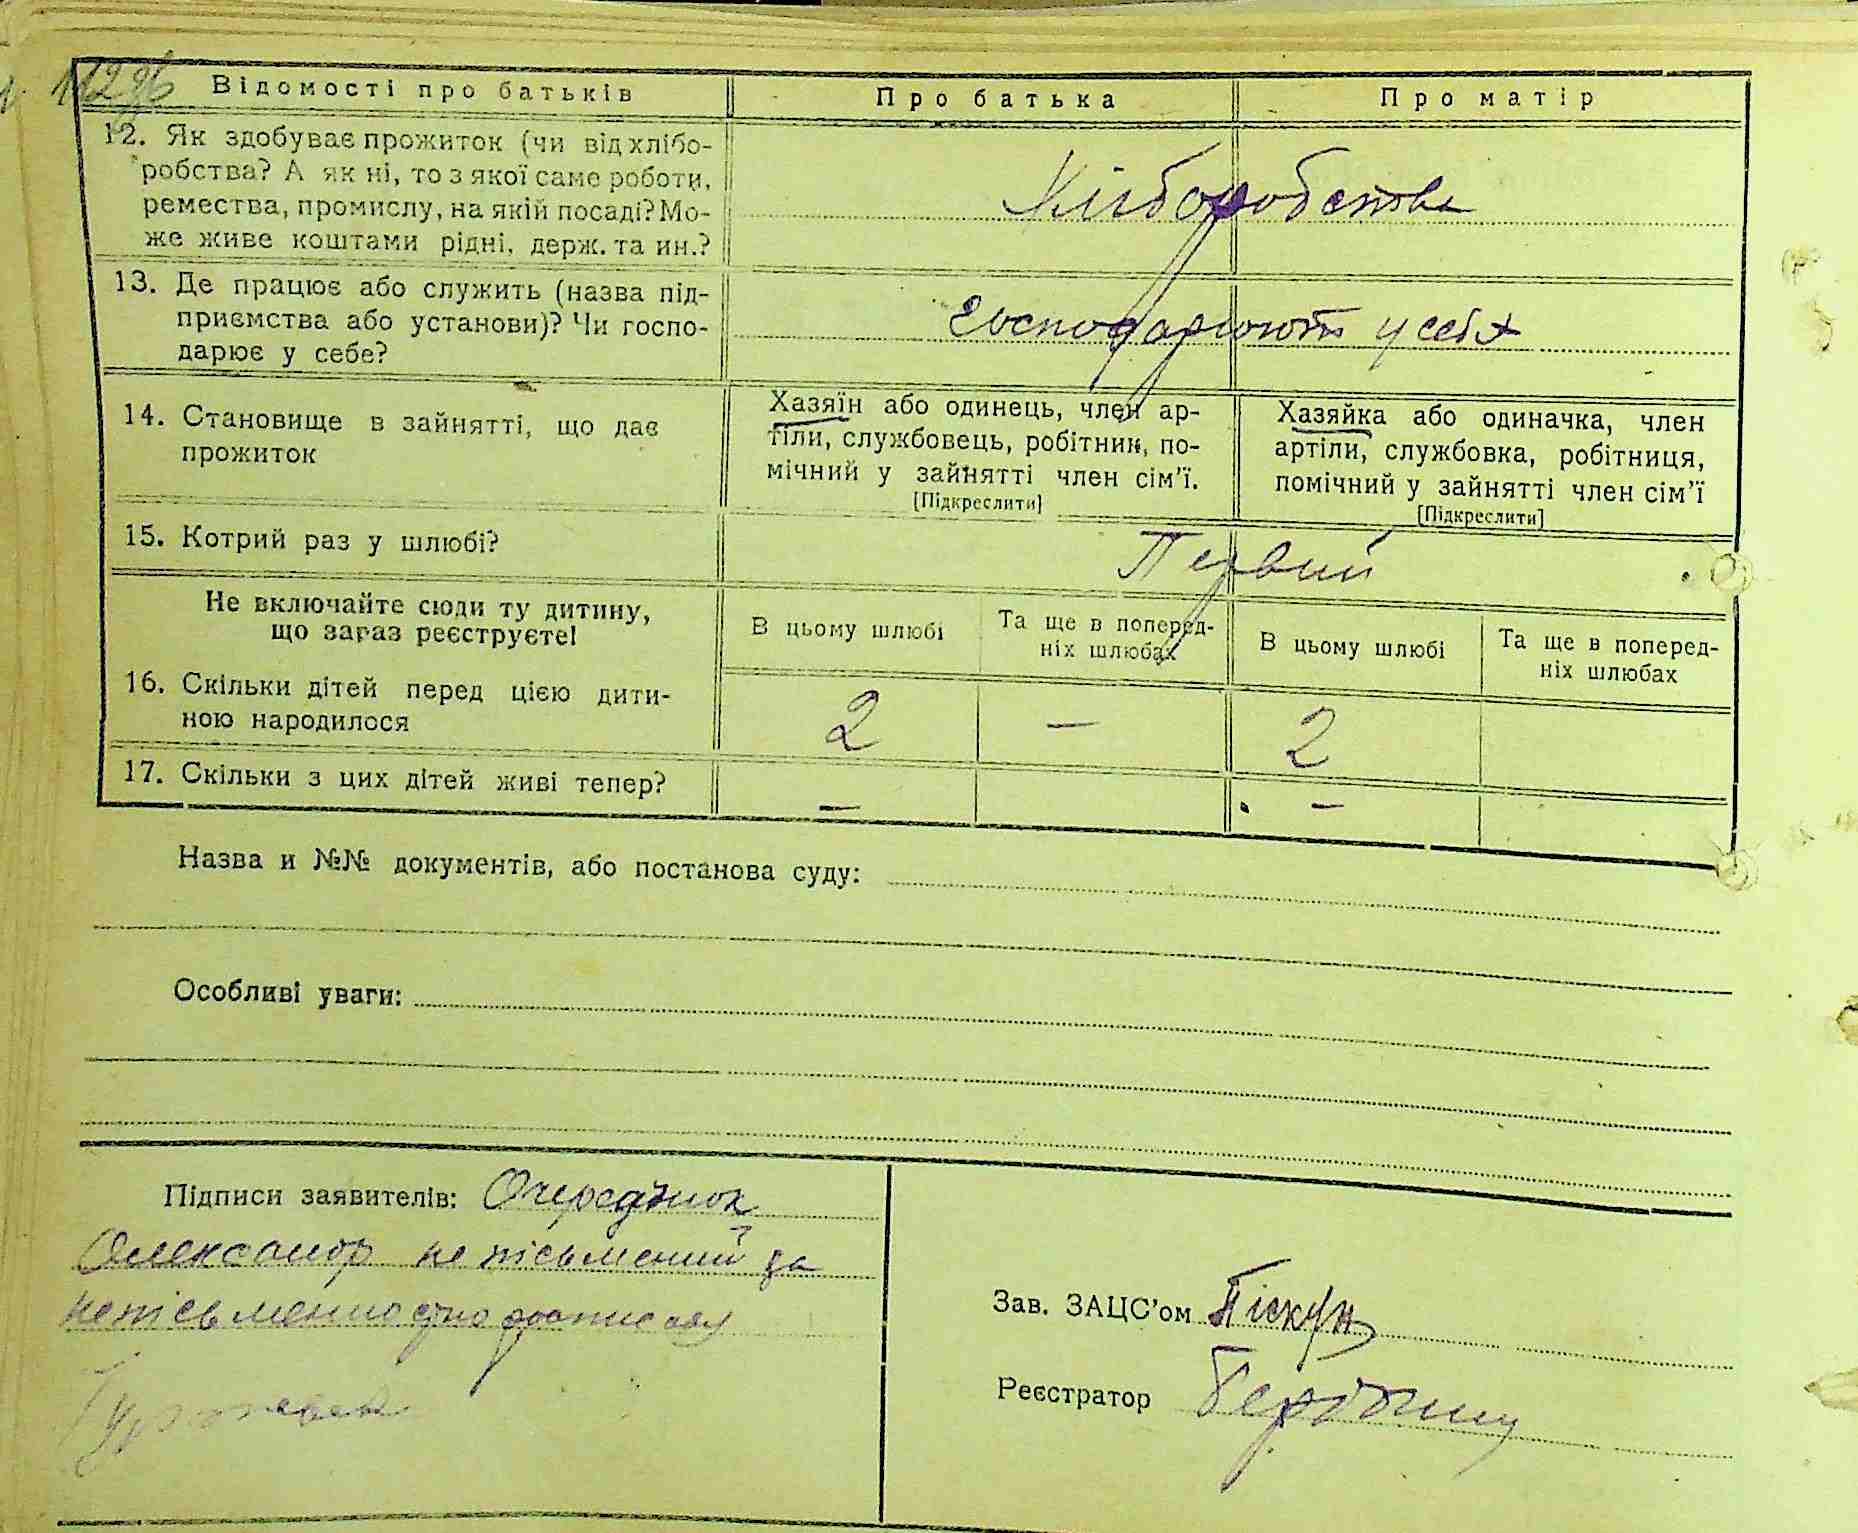 11296
Відомості про батьків
Про батька
Про матір
12. Як здобуває прожиток (чи від хлібо-
робства? А як ні, то з якої саме роботи,
ремества, промислу, на якій посаді? Мо-
же живе коштами рідні, держ. та ин.?
Хліборобства
13. Де працює або служить (назва під-
приємства або установи)? Чи госпо-
дарює у себе?
господарюють у себя
14. Становище в зайнятті, що дає
прожиток
Хазяїн або одинець, член ар-
тіли, службовець, робітник, по-
мічний у зайнятті член сім'ї.
[Підкреслити]
Хазяйка або одиначка, член
артіли, службовка, робітниця,
помічний у зайнятті член сім'ї
[Підкреслити]
15. Котрий раз у шлюбі?
Первий
Не включайте сюди ту дитину,
що зараз реєструєте!
В цьому шлюбі
Та ще в поперед-
ніх шлюбах
В цьому шлюбі
Та ще в поперед-
ніх шлюбах
16. Скільки дітей перед цією дити-
ною народилося
2
—
2
17. Скільки з цих дітей живі тепер?
—
—
Назва и №№ документів, або постанова суду:
Особливі уваги:
Підписи заявителів: Очередько
Олександр не пісьмений за
Зав. ЗАЦС'ом Піскун
Реєстратор